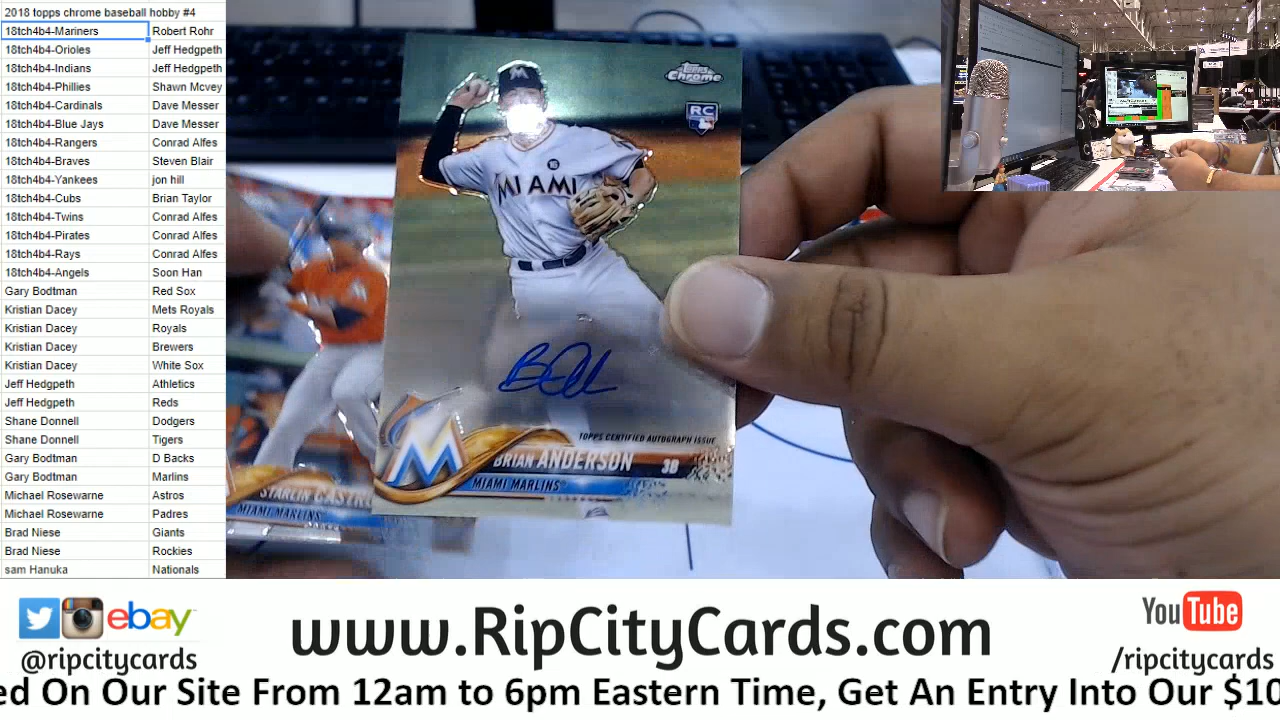 2018 topps chrome baseball hobby #4
18tch4b4-Mariners Robert Rohr
18tch4b4-Orioles Jeff Hedgpeth
18tch4b4-Indians Jeff Hedgpeth
18tch4b4-Phillies Shawn Mcvey
18tch4b4-Cardinals Dave Messer
18tch4b4-Blue Jays Dave Messer
18tch4b4-Rangers Conrad Alfes
18tch4b4-Braves Steven Blair
18tch4b4-Yankees jon hill
18tch4b4-Cubs Brian Taylor
18tch4b4-Twins Conrad Alfes
18tch4b4-Pirates Conrad Alfes
18tch4b4-Rays Conrad Alfes
18tch4b4-Angels Soon Han
Gary Bodtman Red Sox
Kristian Dacey Mets Royals
Kristian Dacey Royals
Kristian Dacey Brewers
Kristian Dacey White Sox
Jeff Hedgpeth Athletics
Jeff Hedgpeth Reds
Shane Donnell Dodgers
Shane Donnell Tigers
Gary Bodtman D Backs
Gary Bodtman Marlins
Michael Rosewarne Astros
Michael Rosewarne Padres
Brad Niese Giants
Brad Niese Rockies
sam Hanuka Nationals
Topps
Chrome
RC
M
MIAMI
TOPPS CERTIFIED AUTOGRAPH ISSUE
BRIAN ANDERSON 3B
MIAMI MARLINS
STARLIN CASTRO
MIAMI MARLINS
ebay
@ripcitycards
www.RipCityCards.com
YouTube
/ripcitycards
ed On Our Site From 12am to 6pm Eastern Time, Get An Entry Into Our $10